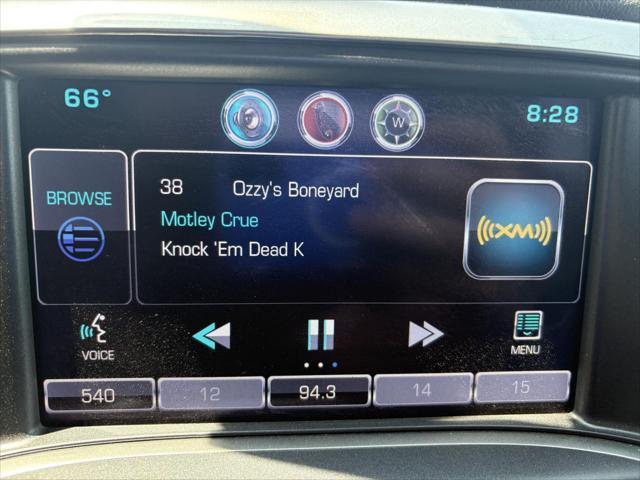 66° 8:28
W
BROWSE
38 Ozzy's Boneyard
Motley Crue
Knock 'Em Dead K
((XM))
VOICE
MENU
540 12 94.3 14 15